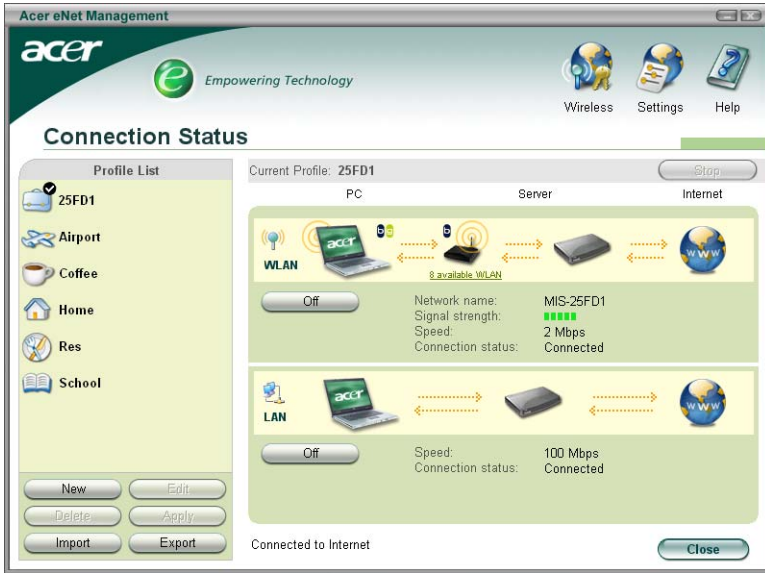 Acer eNet Management
acer
e Empowering Technology
Wireless Settings Help
Connection Status
Profile List
25FD1
Airport
Coffee
Home
Res
School
New Edit
Delete Apply
Import Export
Current Profile: 25FD1 Stop
PC Server Internet
WLAN
acer
b g
b
www
8 available WLAN
Off
Network name: MIS-25FD1
Signal strength:
Speed: 2 Mbps
Connection status: Connected
LAN
acer
www
Off
Speed: 100 Mbps
Connection status: Connected
Connected to Internet
Close